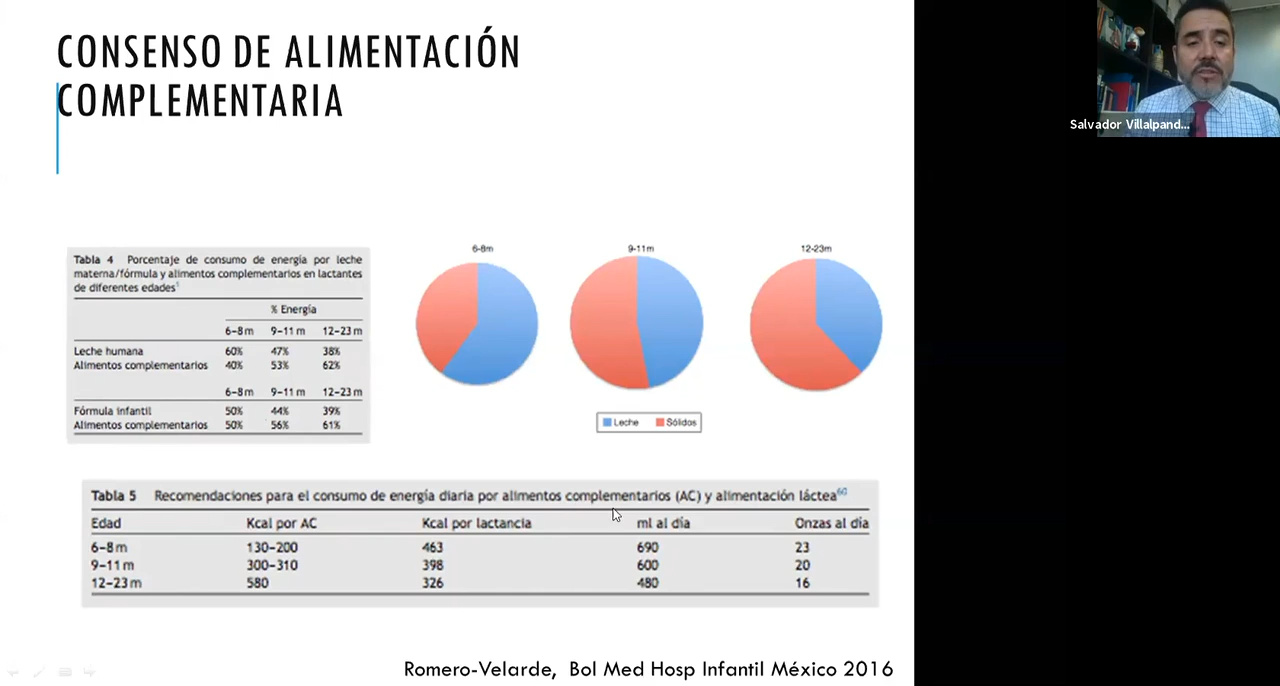 CONSENSO DE ALIMENTACIÓN
COMPLEMENTARIA
Salvador Villalpand...
Tabla 4 Porcentaje de consumo de energía por leche
materna/fórmula y alimentos complementarios en lactantes
de diferentes edades⁵
% Energía
6–8 m 9–11 m 12–23 m
Leche humana 60% 47% 38%
Alimentos complementarios 40% 53% 62%
6–8 m 9–11 m 12–23 m
Fórmula infantil 50% 44% 39%
Alimentos complementarios 50% 56% 61%
6-8m 9-11m 12-23m
Leche Sólidos
Tabla 5 Recomendaciones para el consumo de energía diaria por alimentos complementarios (AC) y alimentación láctea⁶⁰
Edad Kcal por AC Kcal por lactancia ml al día Onzas al día
6–8 m 130–200 463 690 23
9–11 m 300–310 398 600 20
12–23 m 580 326 480 16
Romero-Velarde, Bol Med Hosp Infantil México 2016